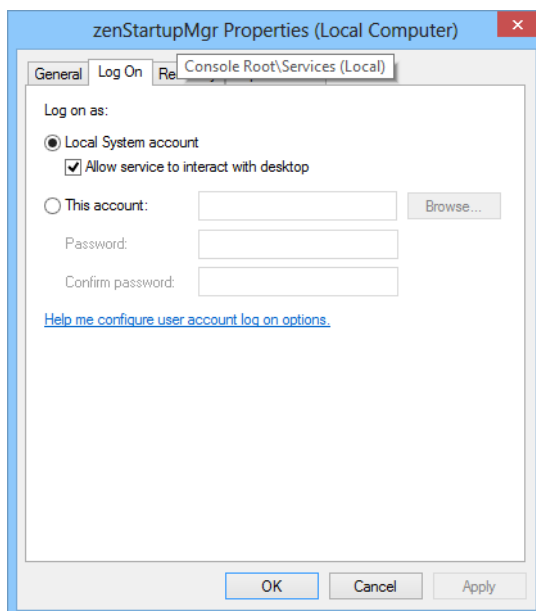 zenStartupMgr Properties (Local Computer)
Console Root\Services (Local)
General Log On
Log on as:
Local System account
Allow service to interact with desktop
This account:
Browse...
Password:
Confirm password:
Help me configure user account log on options.
OK Cancel Apply